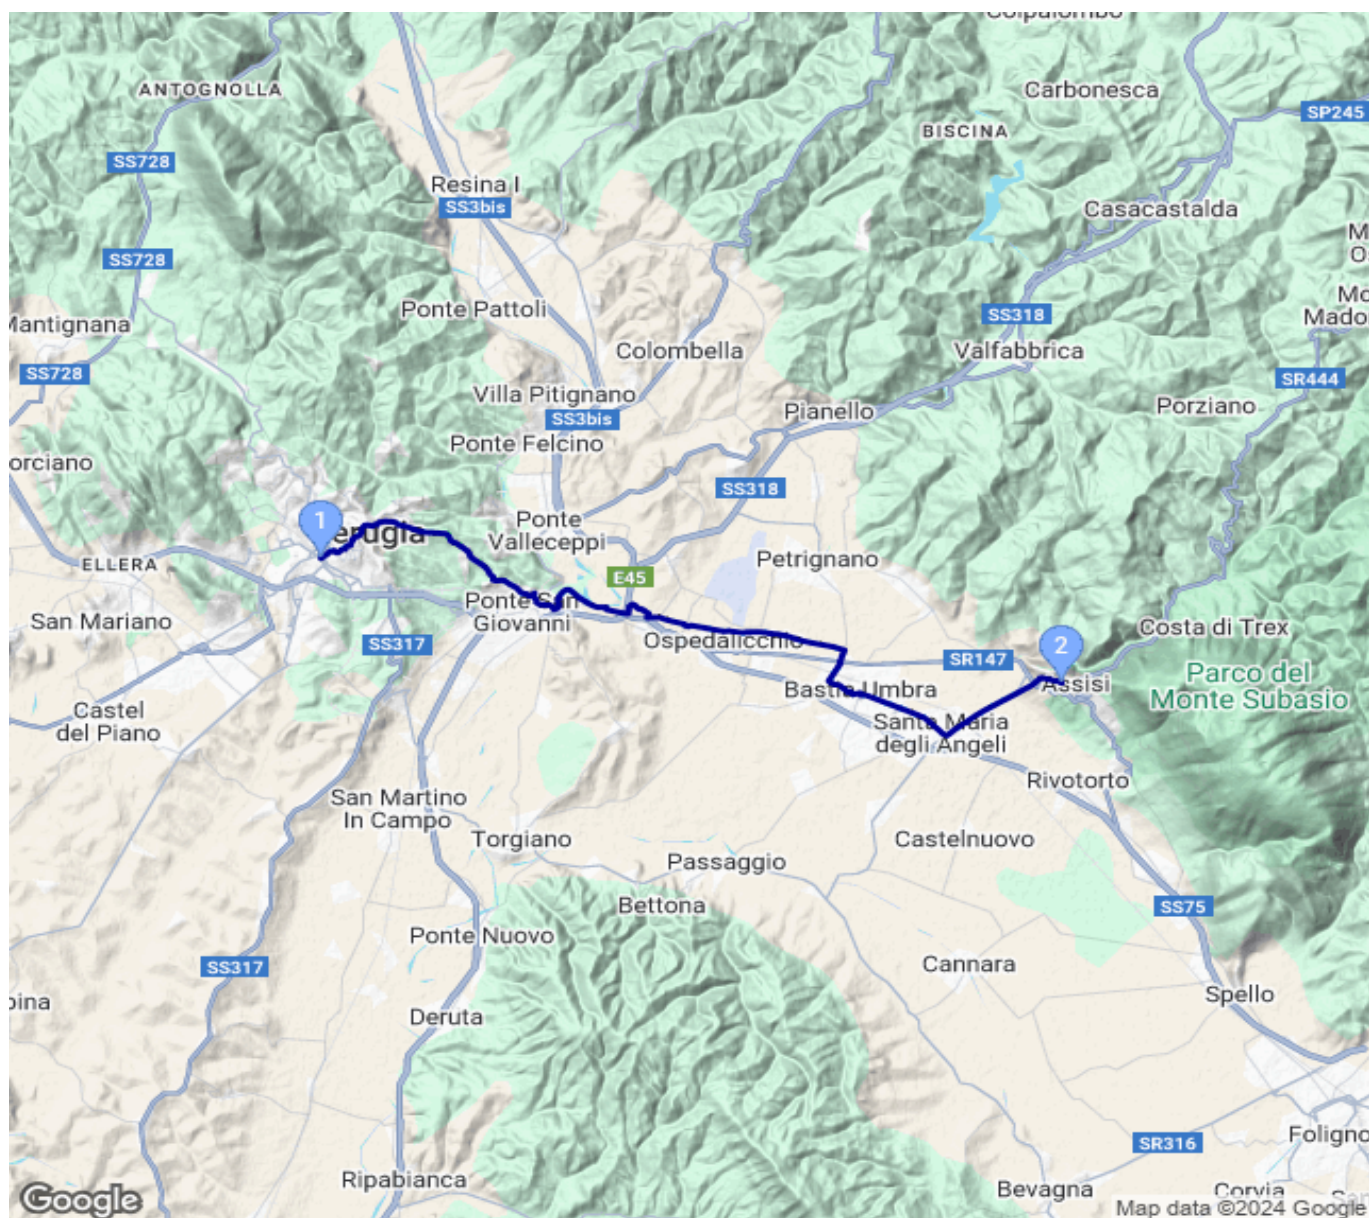 Colpalombo
ANTOGNOLLA
Carbonesca
SP245
BISCINA
SS728
Resina I
SS3bis
Casacastalda
SS728
Ponte Pattoli
SS318
Mantignana
Colombella
Valfabbrica
SS728
Villa Pitignano
SR444
SS3bis
Pianello
Porziano
Ponte Felcino
orciano
SS318
1
erugia
Ponte
Valleceppi
ELLERA
E45
Petrignano
Ponte San
Giovanni
San Mariano
SS317
Ospedalicchio
Costa di Trex
2
SR147
Assisi
Parco del
Monte Subasio
Bastia Umbra
Castel
del Piano
Santa Maria
degli Angeli
Rivotorto
San Martino
In Campo
Torgiano
Castelnuovo
Passaggio
Bettona
SS75
Ponte Nuovo
SS317
Cannara
Spello
Deruta
SR316
Foligno
Ripabianca
Bevagna
Corvia
Google
Map data ©2024 Google